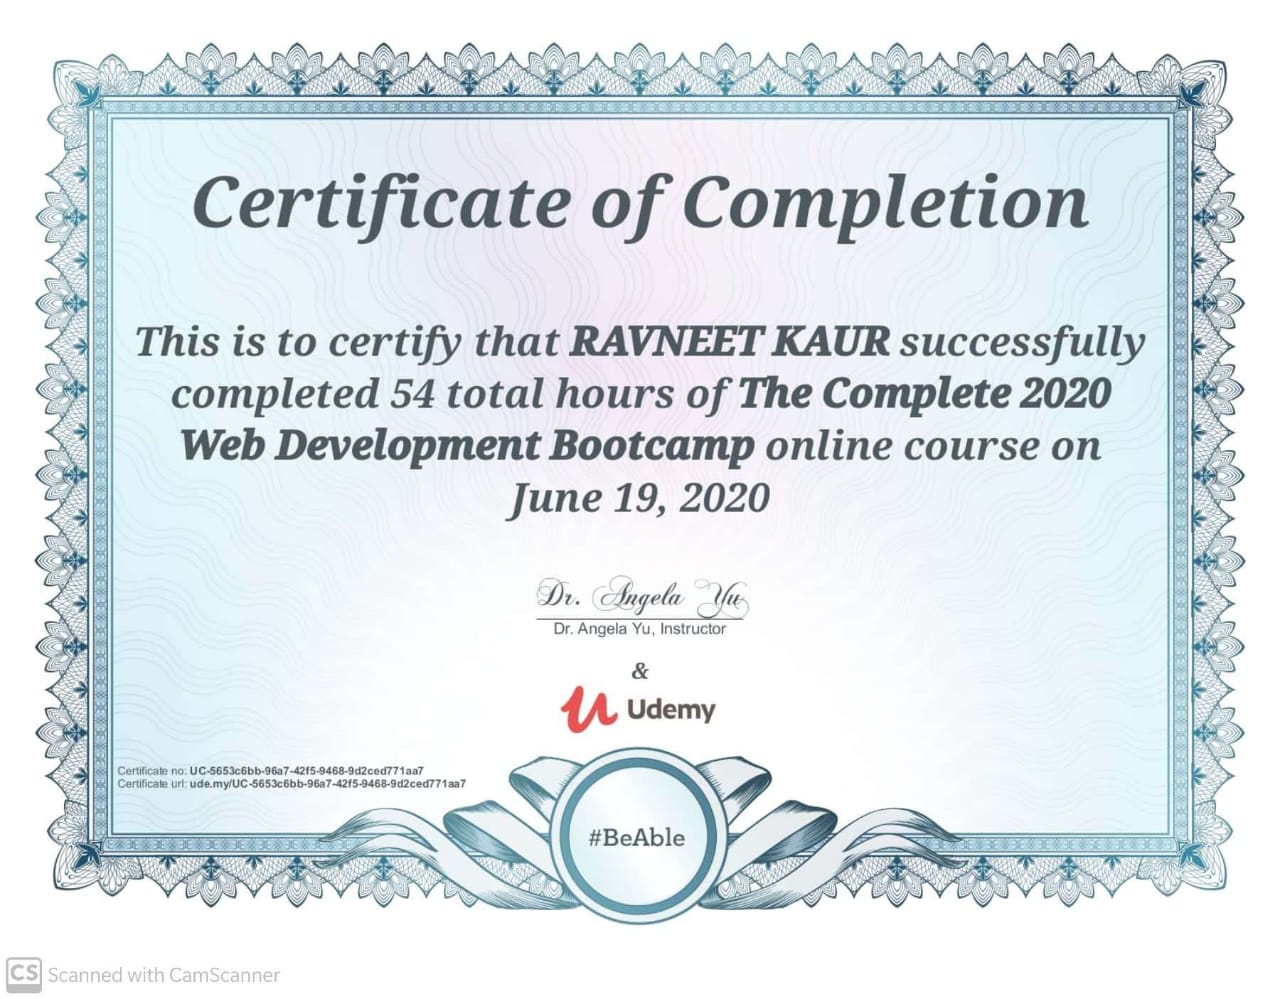 Certificate of Completion
This is to certify that RAVNEET KAUR successfully
completed 54 total hours of The Complete 2020
Web Development Bootcamp online course on
June 19, 2020
Dr. Angela Yu
Dr. Angela Yu, Instructor
&
Udemy
Certificate no: UC-5653c6bb-96a7-42f5-9468-9d2ced771aa7
Certificate url: ude.my/UC-5653c6bb-96a7-42f5-9468-9d2ced771aa7
#BeAble
CS Scanned with CamScanner